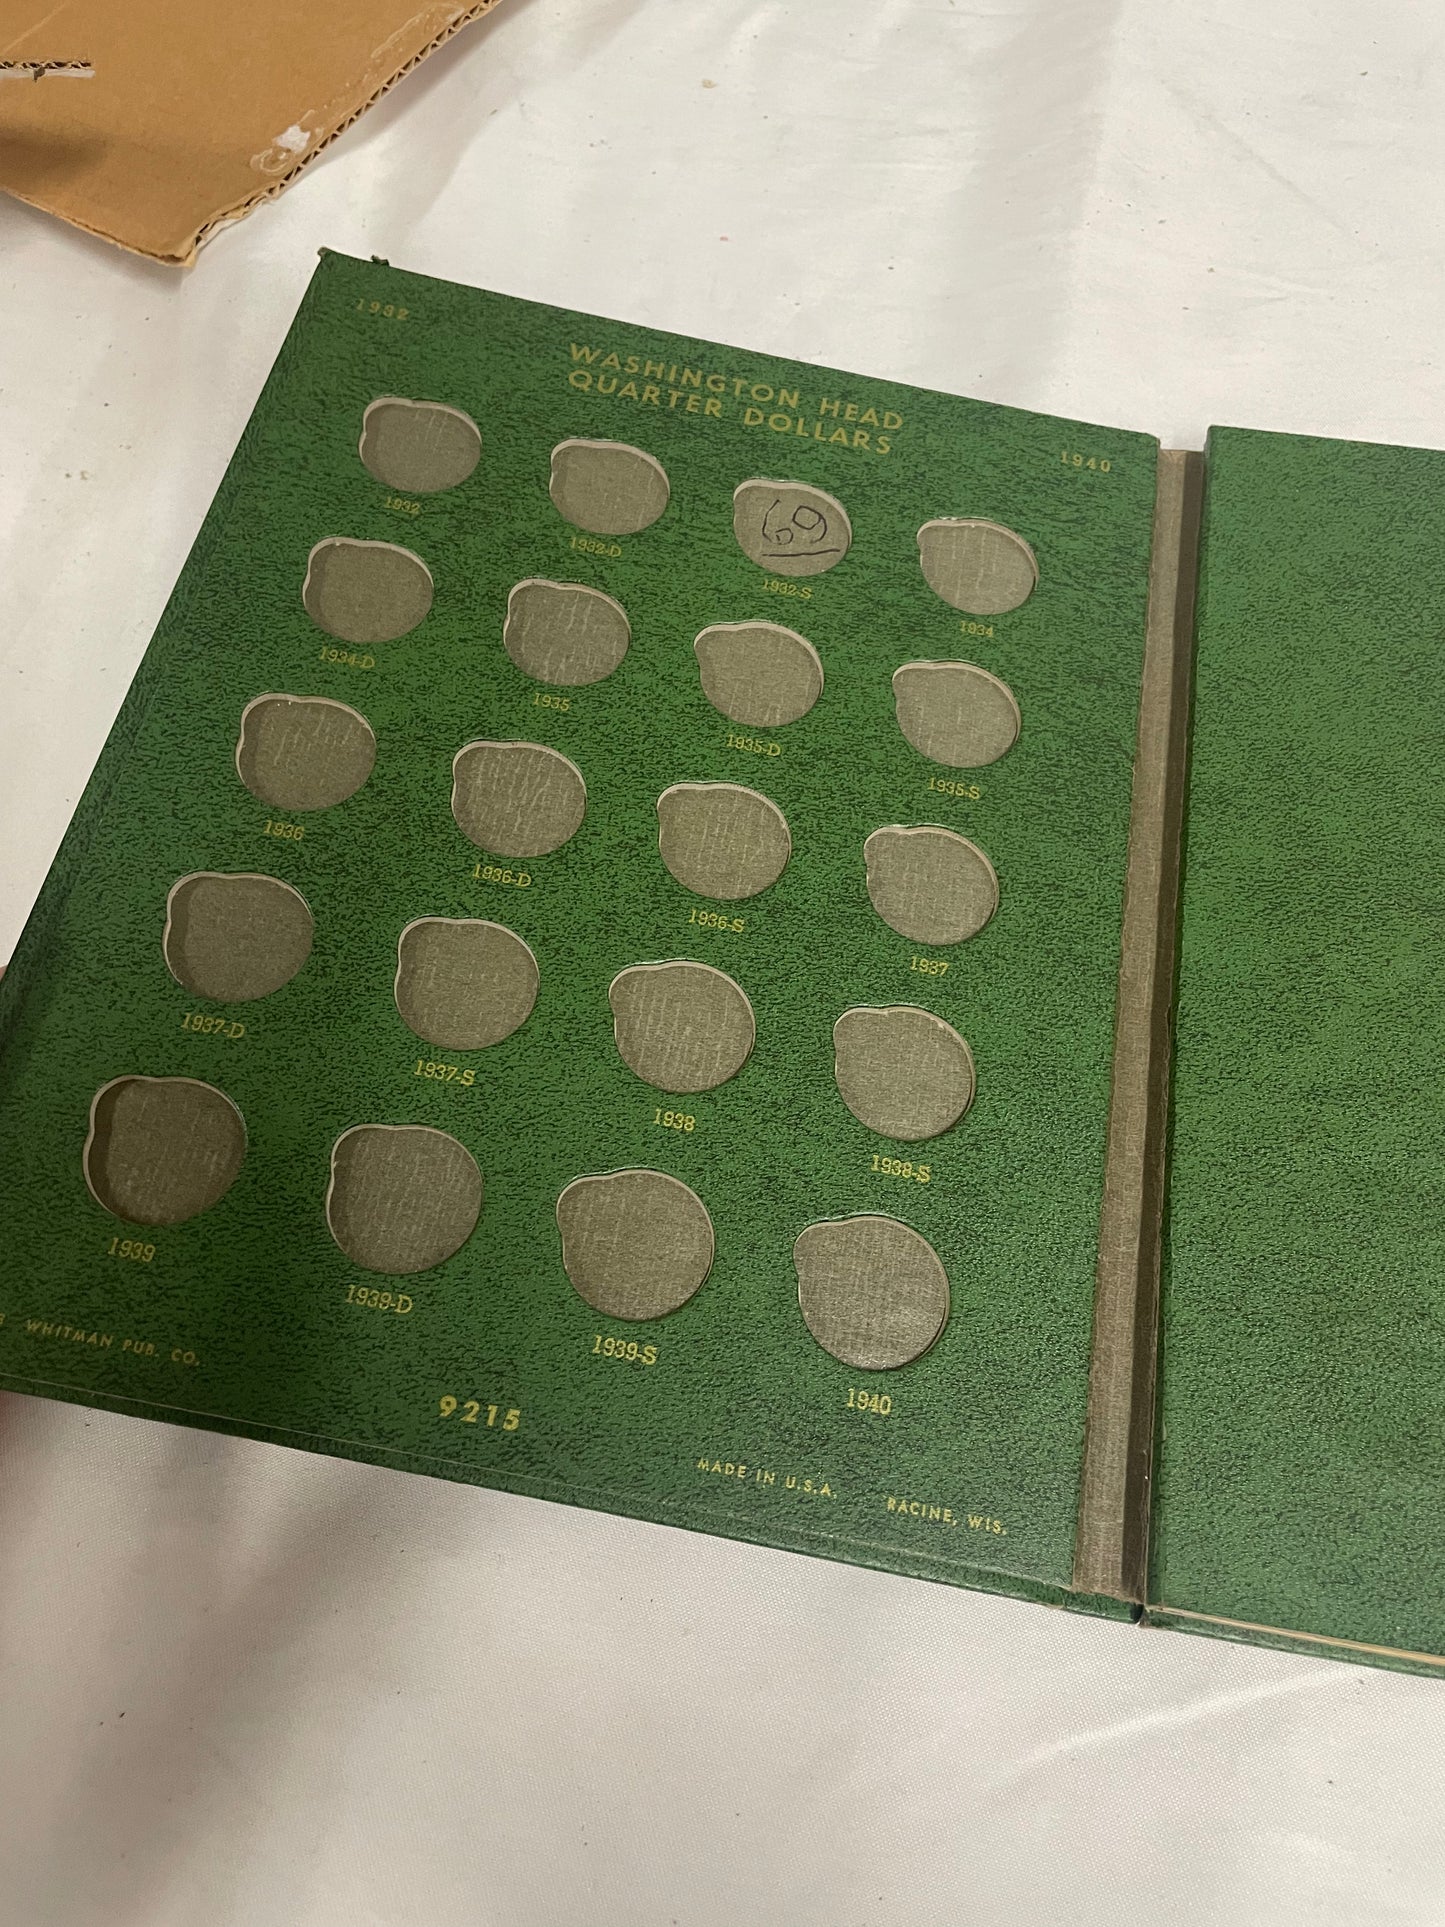 1932
WASHINGTON HEAD
QUARTER DOLLARS
1940
69
1932
1932-D
1932-S
1934
1934-D
1935
1935-D
1935-S
1936
1936-D
1936-S
1937
1937-D
1937-S
1938
1938-S
1939
1939-D
1939-S
1940
WHITMAN PUB. CO.
9215
MADE IN U.S.A.
RACINE, WIS.